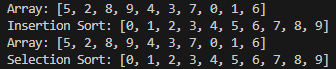 Array: [5, 2, 8, 9, 4, 3, 7, 0, 1, 6]
Insertion Sort: [0, 1, 2, 3, 4, 5, 6, 7, 8, 9]
Array: [5, 2, 8, 9, 4, 3, 7, 0, 1, 6]
Selection Sort: [0, 1, 2, 3, 4, 5, 6, 7, 8, 9]